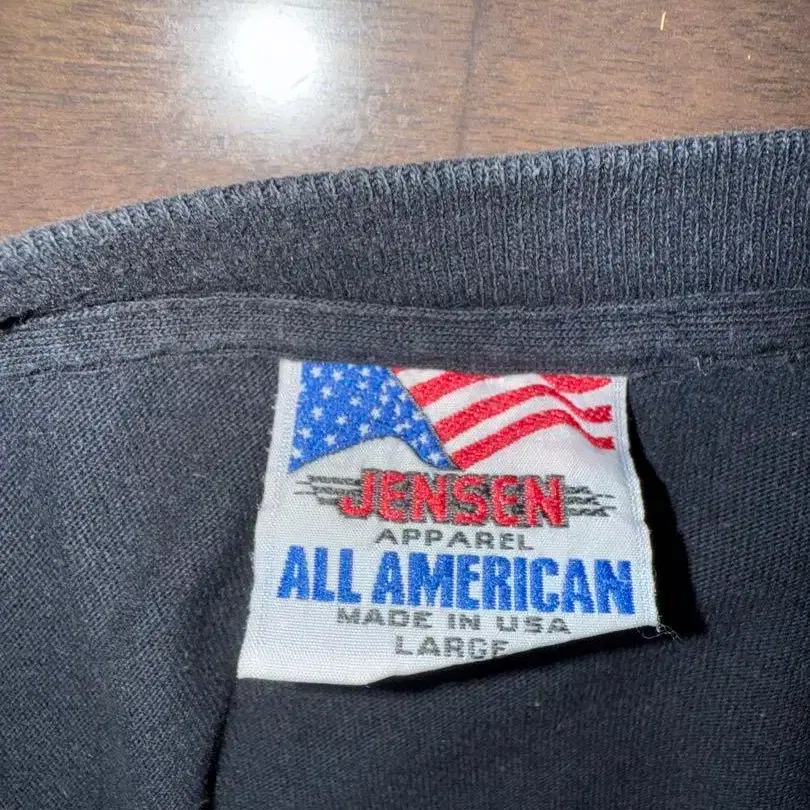 JENSEN
APPAREL
ALL AMERICAN
MADE IN USA
LARGE